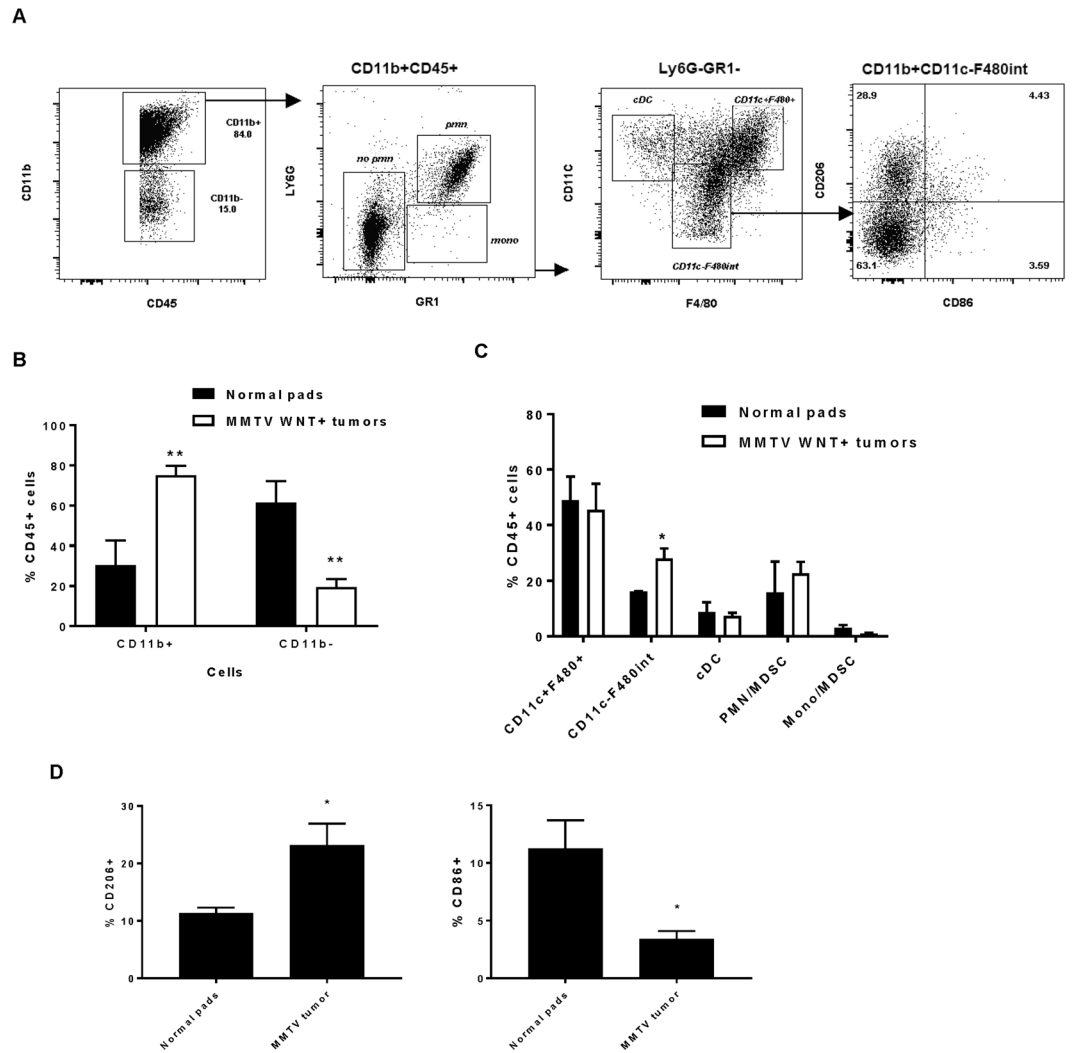 A
CD11b+CD45+
Ly6G-GR1-
CD11b+CD11c-F480int
CD11b
CD11b+
84.0
CD11b-
15.0
CD45
LY6G
no pmn
pmn
mono
GR1
CD11C
cDC
CD11c+F480+
CD11c-F480int
F4/80
CD206
28.9
4.43
63.1
3.59
CD86
B
Normal pads
MMTV WNT+ tumors
% CD45+ cells
100
80
60
40
20
0
**
**
CD11b+
CD11b-
Cells
C
Normal pads
MMTV WNT+ tumors
% CD45+ cells
80
60
40
20
0
*
CD11c+F480+
CD11c-F480int
cDC
PMN/MDSC
Mono/MDSC
D
% CD206+
30
20
10
0
*
Normal pads
MMTV tumor
% CD86+
15
10
5
0
*
Normal pads
MMTV tumor